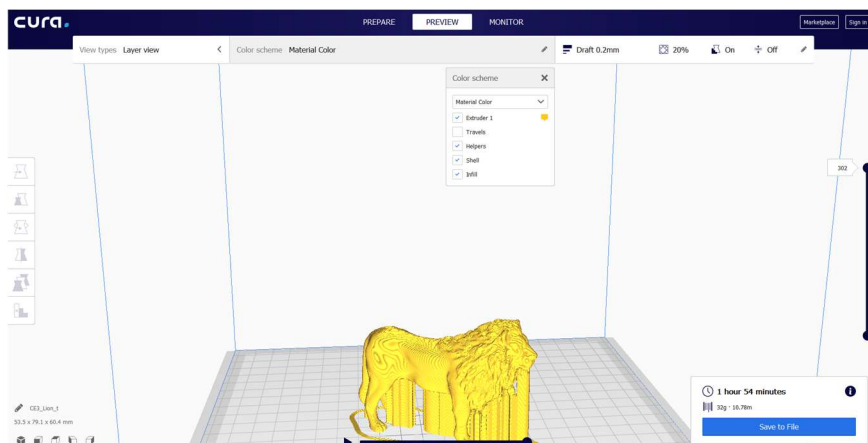 cura.
PREPARE PREVIEW MONITOR
Marketplace Sign in
View types Layer view
Color scheme Material Color
Draft 0.2mm 20% On Off
Color scheme
Material Color
Extruder 1
Travels
Helpers
Shell
Infill
302
1 hour 54 minutes
32g · 10.78m
Save to File
CE3_Lion_t
53.5 x 79.1 x 60.4 mm